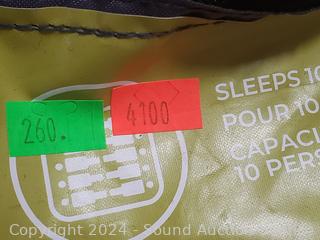 SLEEPS 10
260.
4100
POUR 10
CAPACI
10 PERS
Copyright 2024 - Sound Auction